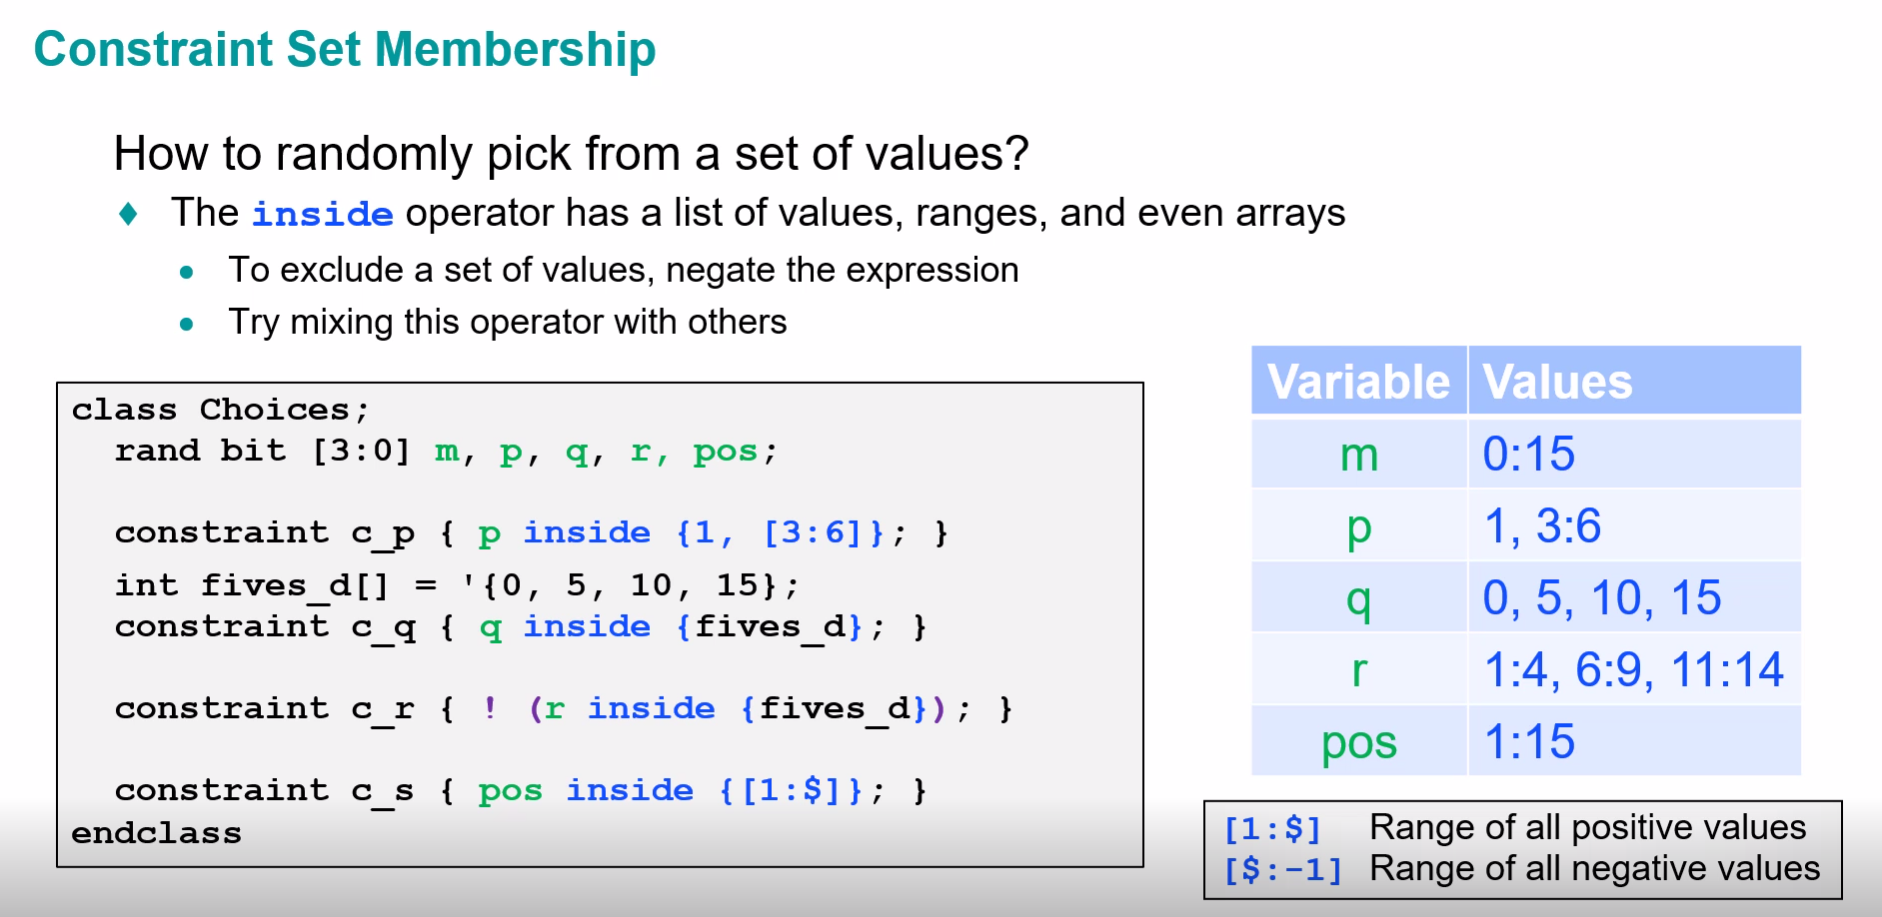 Constraint Set Membership
How to randomly pick from a set of values?
♦ The inside operator has a list of values, ranges, and even arrays
• To exclude a set of values, negate the expression
• Try mixing this operator with others
class Choices;
rand bit [3:0] m, p, q, r, pos;
constraint c_p { p inside {1, [3:6]}; }
int fives_d[] = '{0, 5, 10, 15};
constraint c_q { q inside {fives_d}; }
constraint c_r { ! (r inside {fives_d}); }
constraint c_s { pos inside {[1:$]}; }
endclass
Variable Values
m 0:15
p 1, 3:6
q 0, 5, 10, 15
r 1:4, 6:9, 11:14
pos 1:15
[1:$] Range of all positive values
[$:-1] Range of all negative values